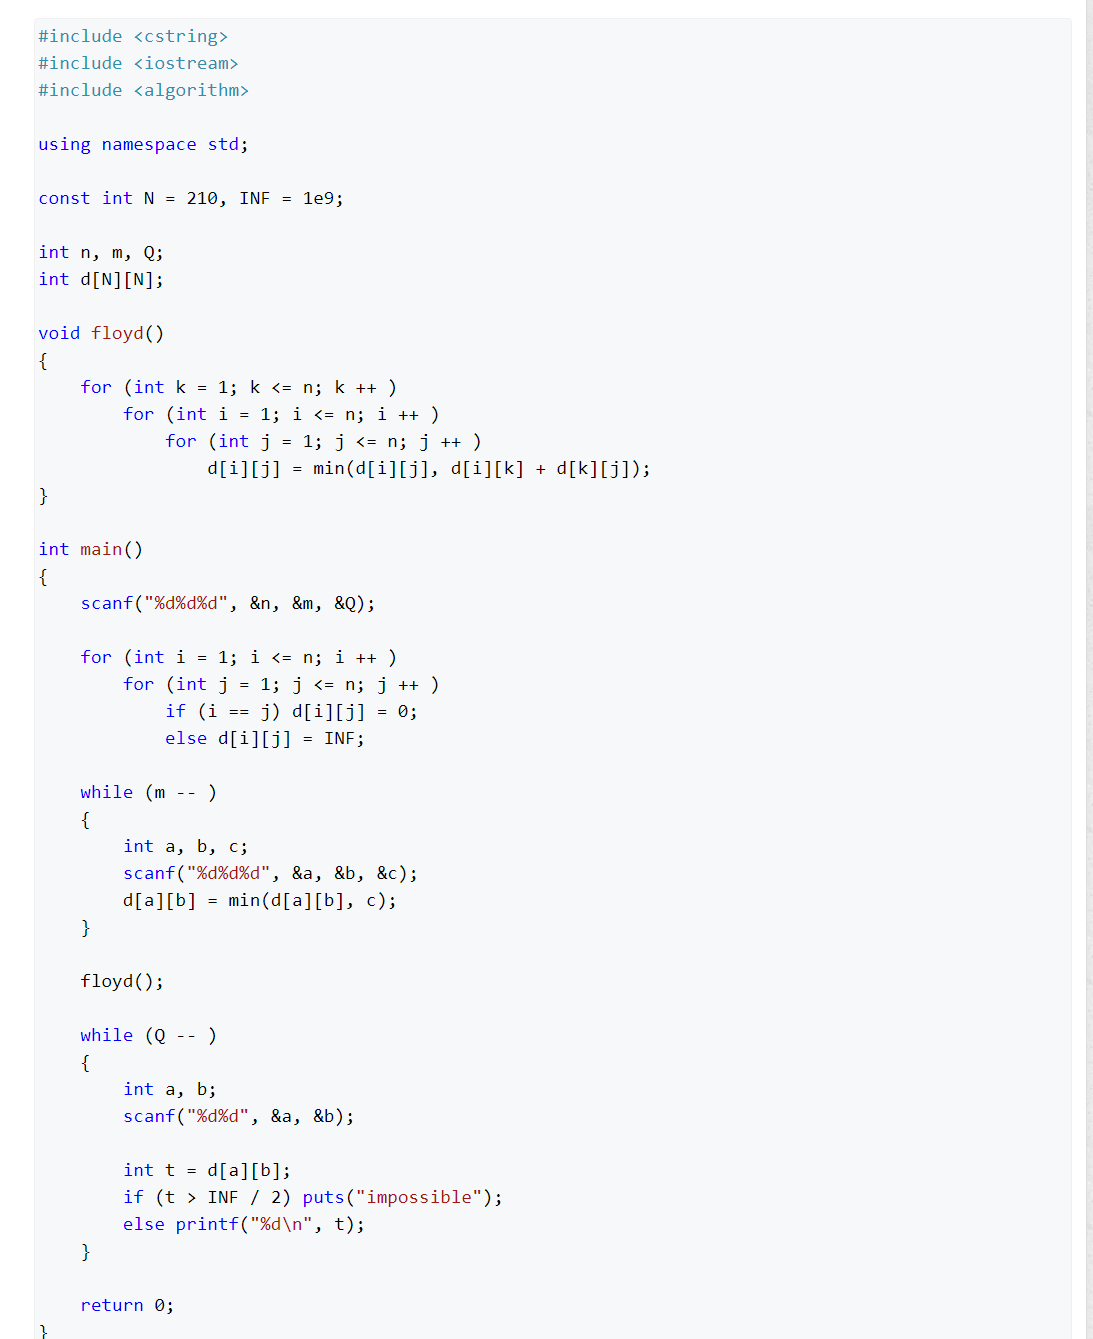 #include <cstring>
#include <iostream>
#include <algorithm>

using namespace std;

const int N = 210, INF = 1e9;

int n, m, Q;
int d[N][N];

void floyd()
{
    for (int k = 1; k <= n; k ++ )
        for (int i = 1; i <= n; i ++ )
            for (int j = 1; j <= n; j ++ )
                d[i][j] = min(d[i][j], d[i][k] + d[k][j]);
}

int main()
{
    scanf("%d%d%d", &n, &m, &Q);

    for (int i = 1; i <= n; i ++ )
        for (int j = 1; j <= n; j ++ )
            if (i == j) d[i][j] = 0;
            else d[i][j] = INF;

    while (m -- )
    {
        int a, b, c;
        scanf("%d%d%d", &a, &b, &c);
        d[a][b] = min(d[a][b], c);
    }

    floyd();

    while (Q -- )
    {
        int a, b;
        scanf("%d%d", &a, &b);

        int t = d[a][b];
        if (t > INF / 2) puts("impossible");
        else printf("%d\n", t);
    }

    return 0;
}